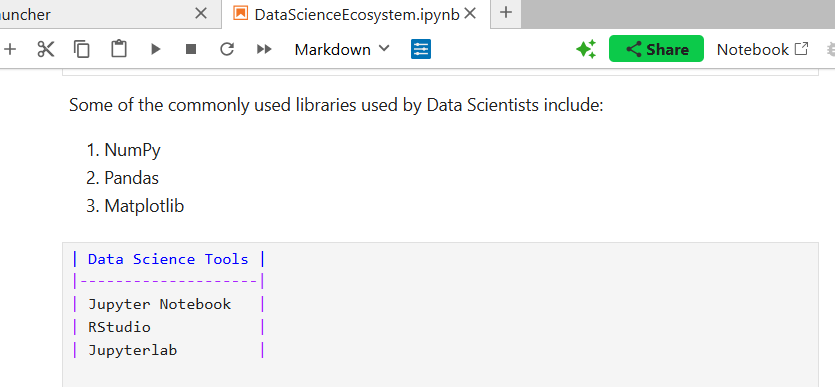 uncher
DataScienceEcosystem.ipynb
Markdown
Share
Notebook
Some of the commonly used libraries used by Data Scientists include:
1. NumPy
2. Pandas
3. Matplotlib
| Data Science Tools |
|--------------------|
| Jupyter Notebook   |
| RStudio            |
| Jupyterlab         |